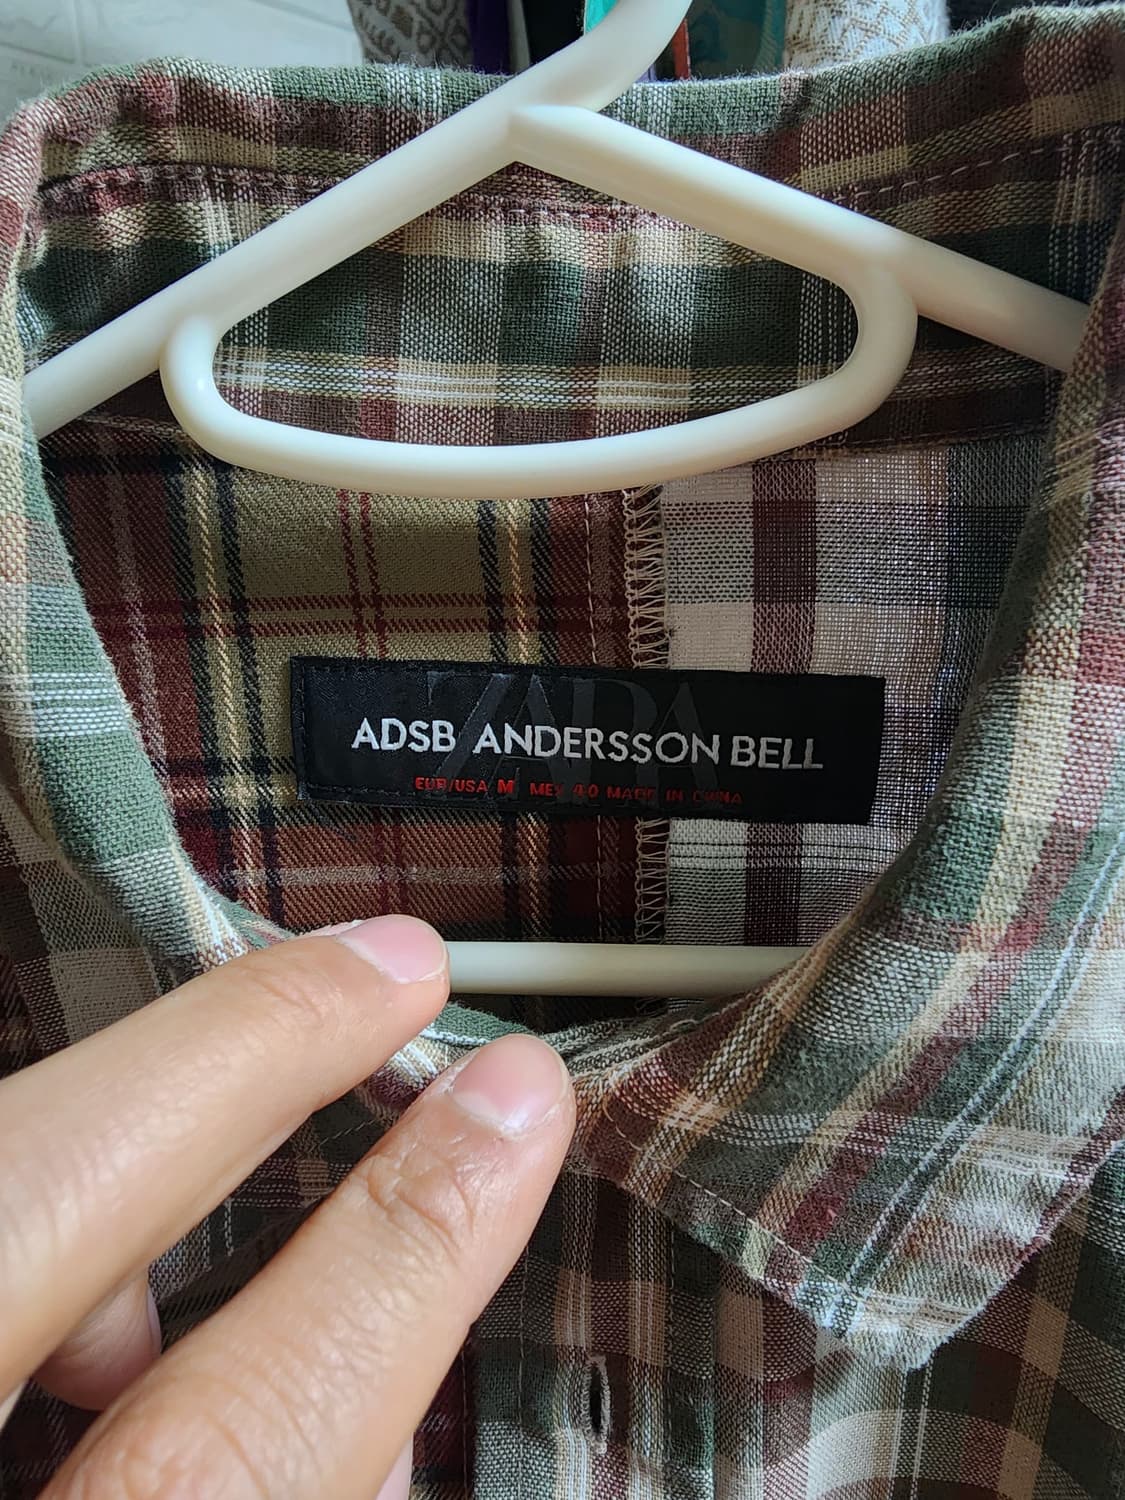 ZARA
ADSB ANDERSSON BELL
EUR/USA M MEX 40 MADE IN CHINA